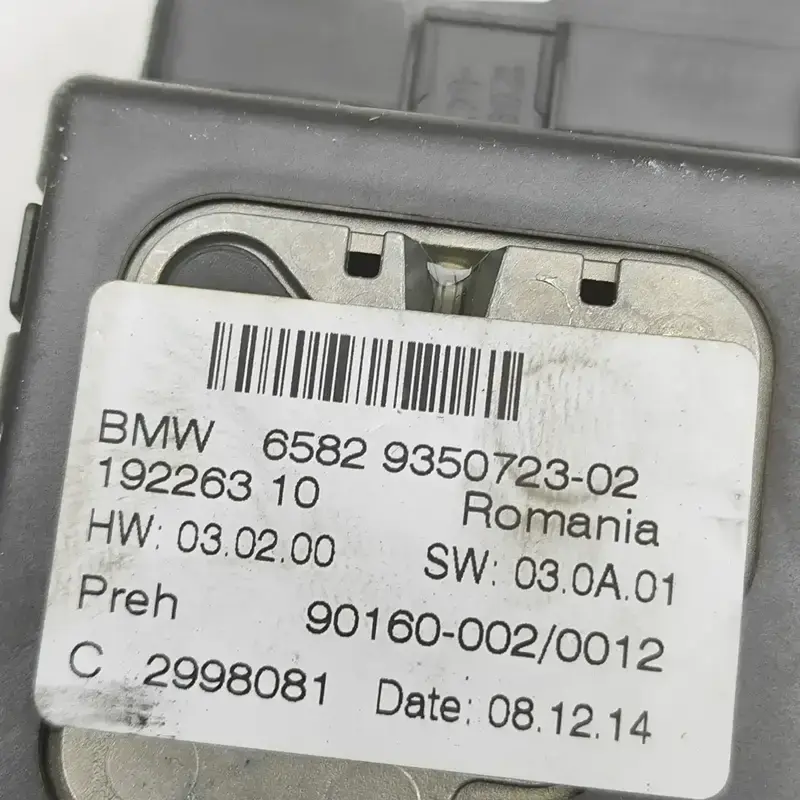 BMW 6582 9350723-02
192263 10 Romania
HW: 03.02.00 SW: 03.0A.01
Preh 90160-002/0012
C 2998081 Date: 08.12.14